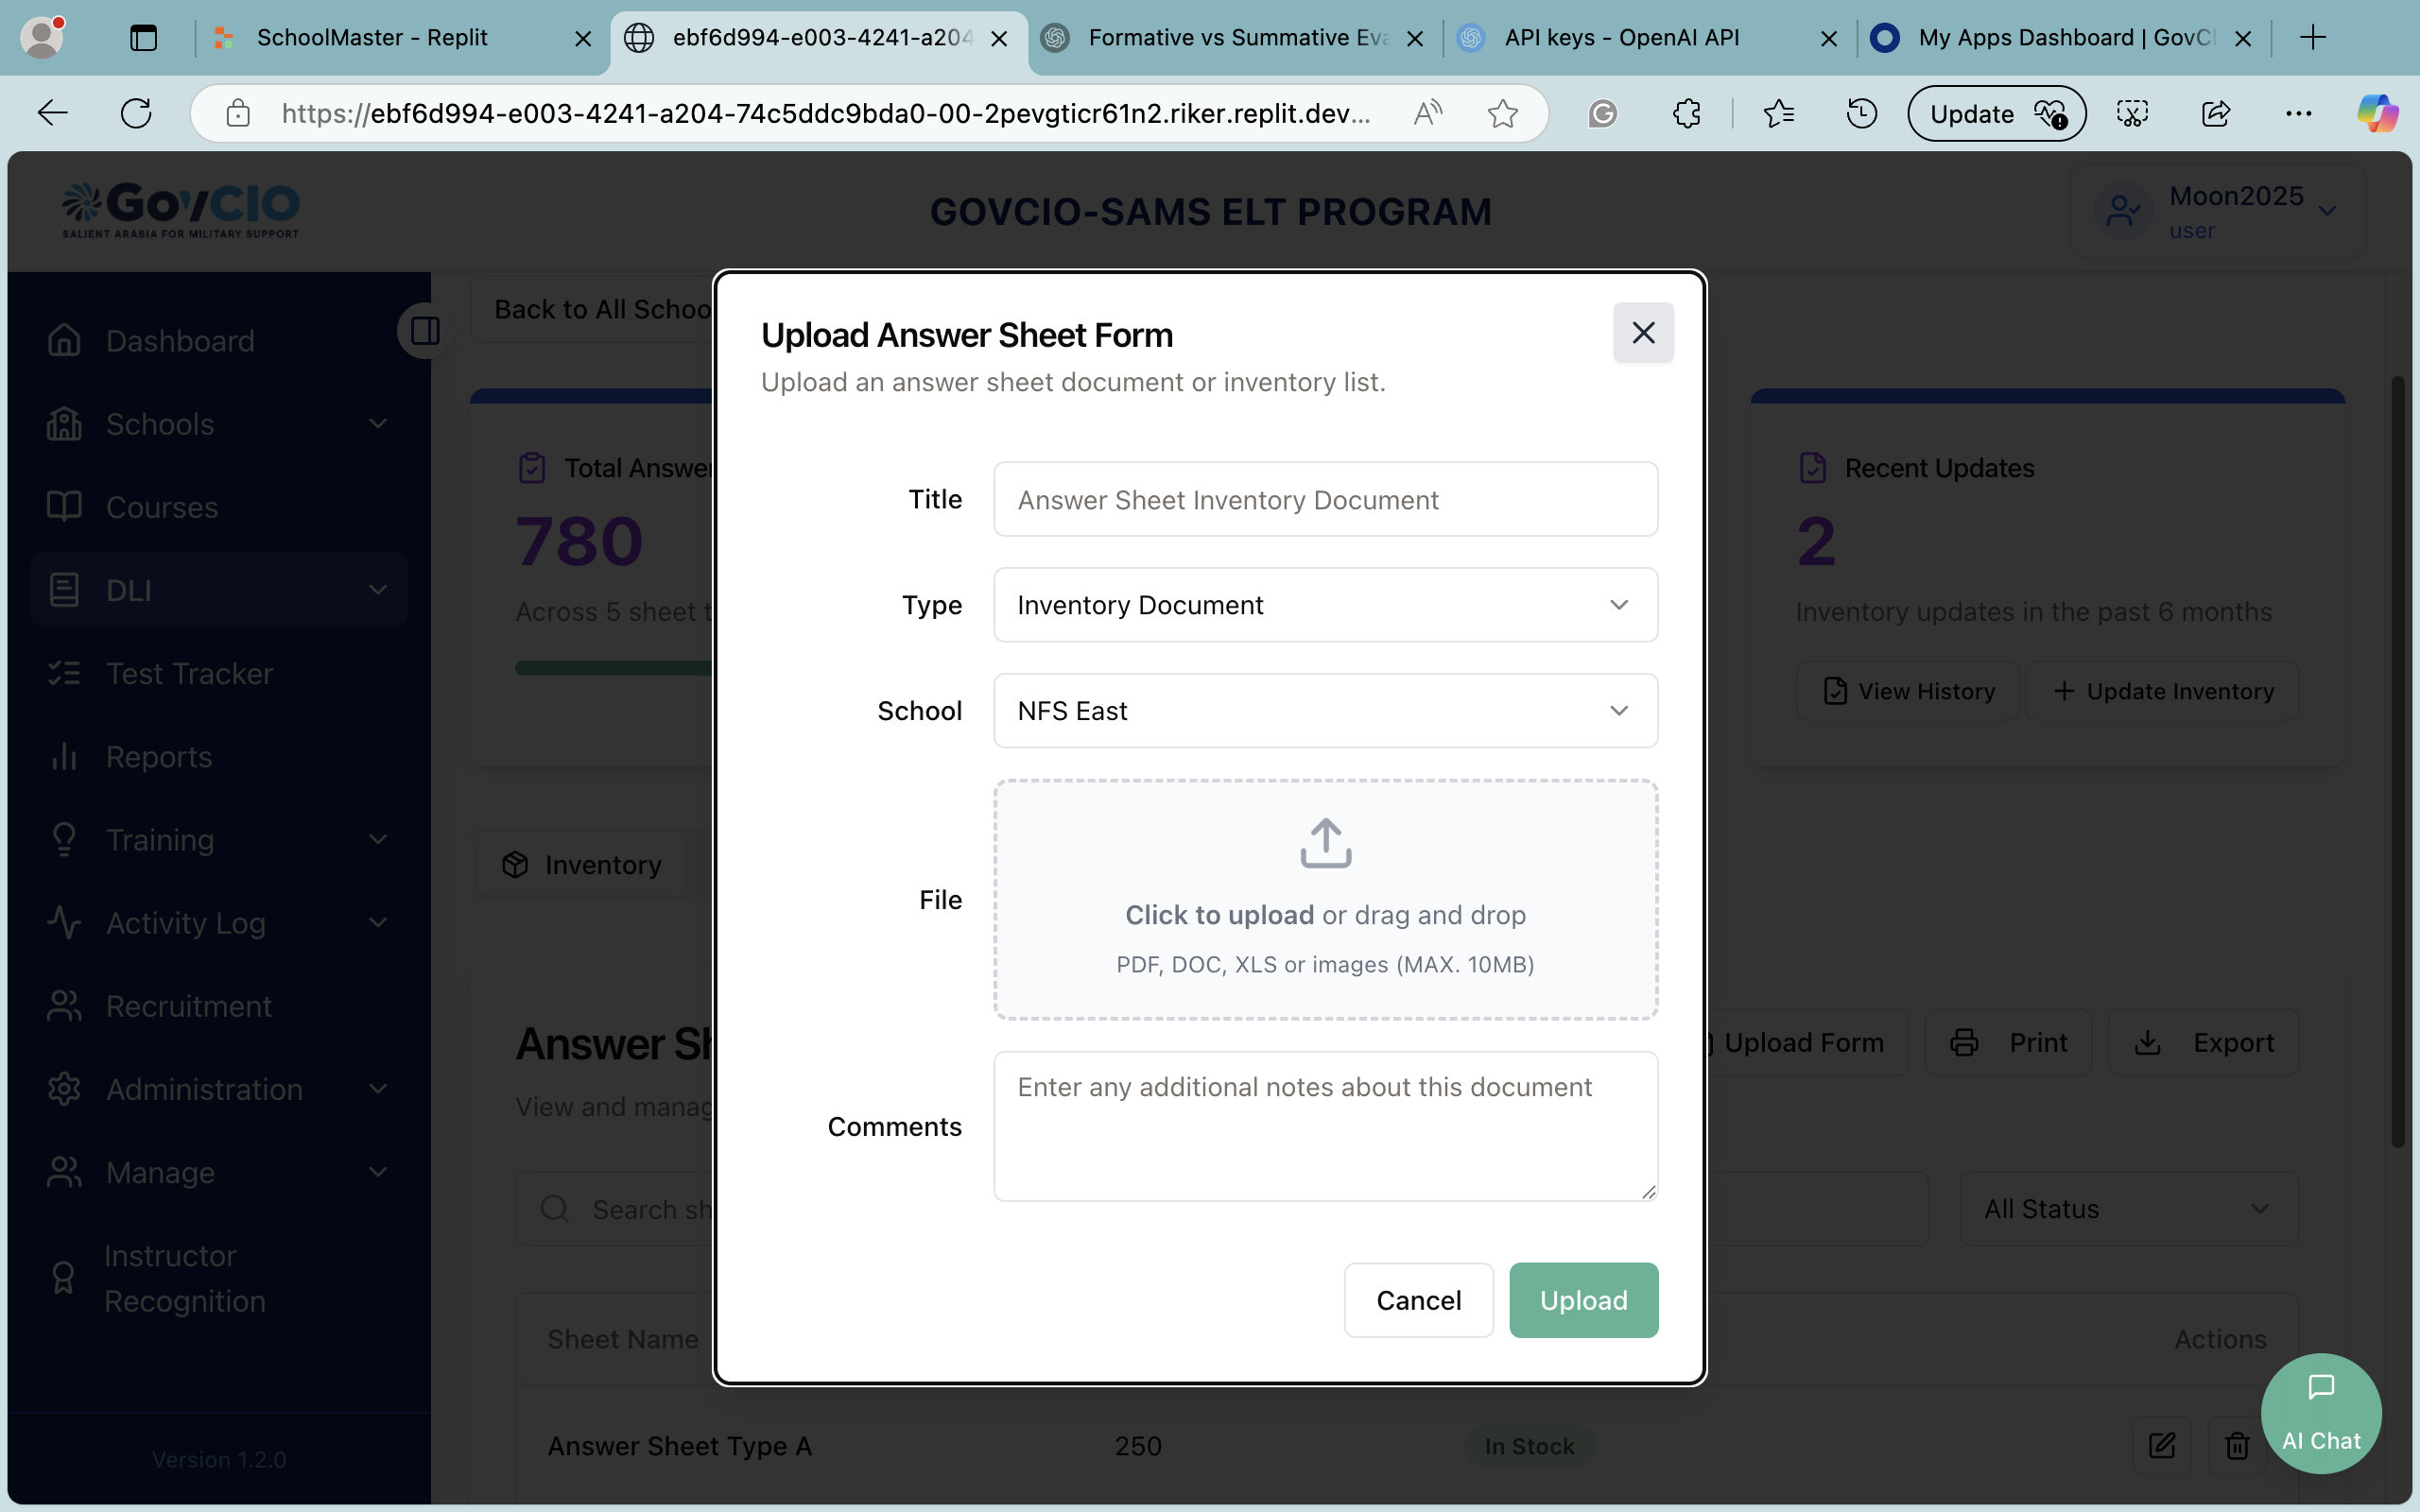 SchoolMaster - Replit
ebf6d994-e003-4241-a204
Formative vs Summative Eva
API keys - OpenAI API
My Apps Dashboard | GovCI
https://ebf6d994-e003-4241-a204-74c5ddc9bda0-00-2pevgticr61n2.riker.replit.dev...
Update
GovCIO
SALIENT ARABIA FOR MILITARY SUPPORT
GOVCIO-SAMS ELT PROGRAM
Moon2025
user
Dashboard
Schools
Courses
DLI
Test Tracker
Reports
Training
Activity Log
Recruitment
Administration
Manage
Instructor
Recognition
Version 1.2.0
Back to All Schoo
Total Answer
780
Across 5 sheet t
Recent Updates
2
Inventory updates in the past 6 months
View History
Update Inventory
Inventory
Answer Sh
View and manag
Upload Form
Print
Export
Search sh
All Status
Sheet Name
Actions
Answer Sheet Type A
250
In Stock
Upload Answer Sheet Form
Upload an answer sheet document or inventory list.
Title
Answer Sheet Inventory Document
Type
Inventory Document
School
NFS East
File
Click to upload or drag and drop
PDF, DOC, XLS or images (MAX. 10MB)
Comments
Enter any additional notes about this document
Cancel
Upload
AI Chat